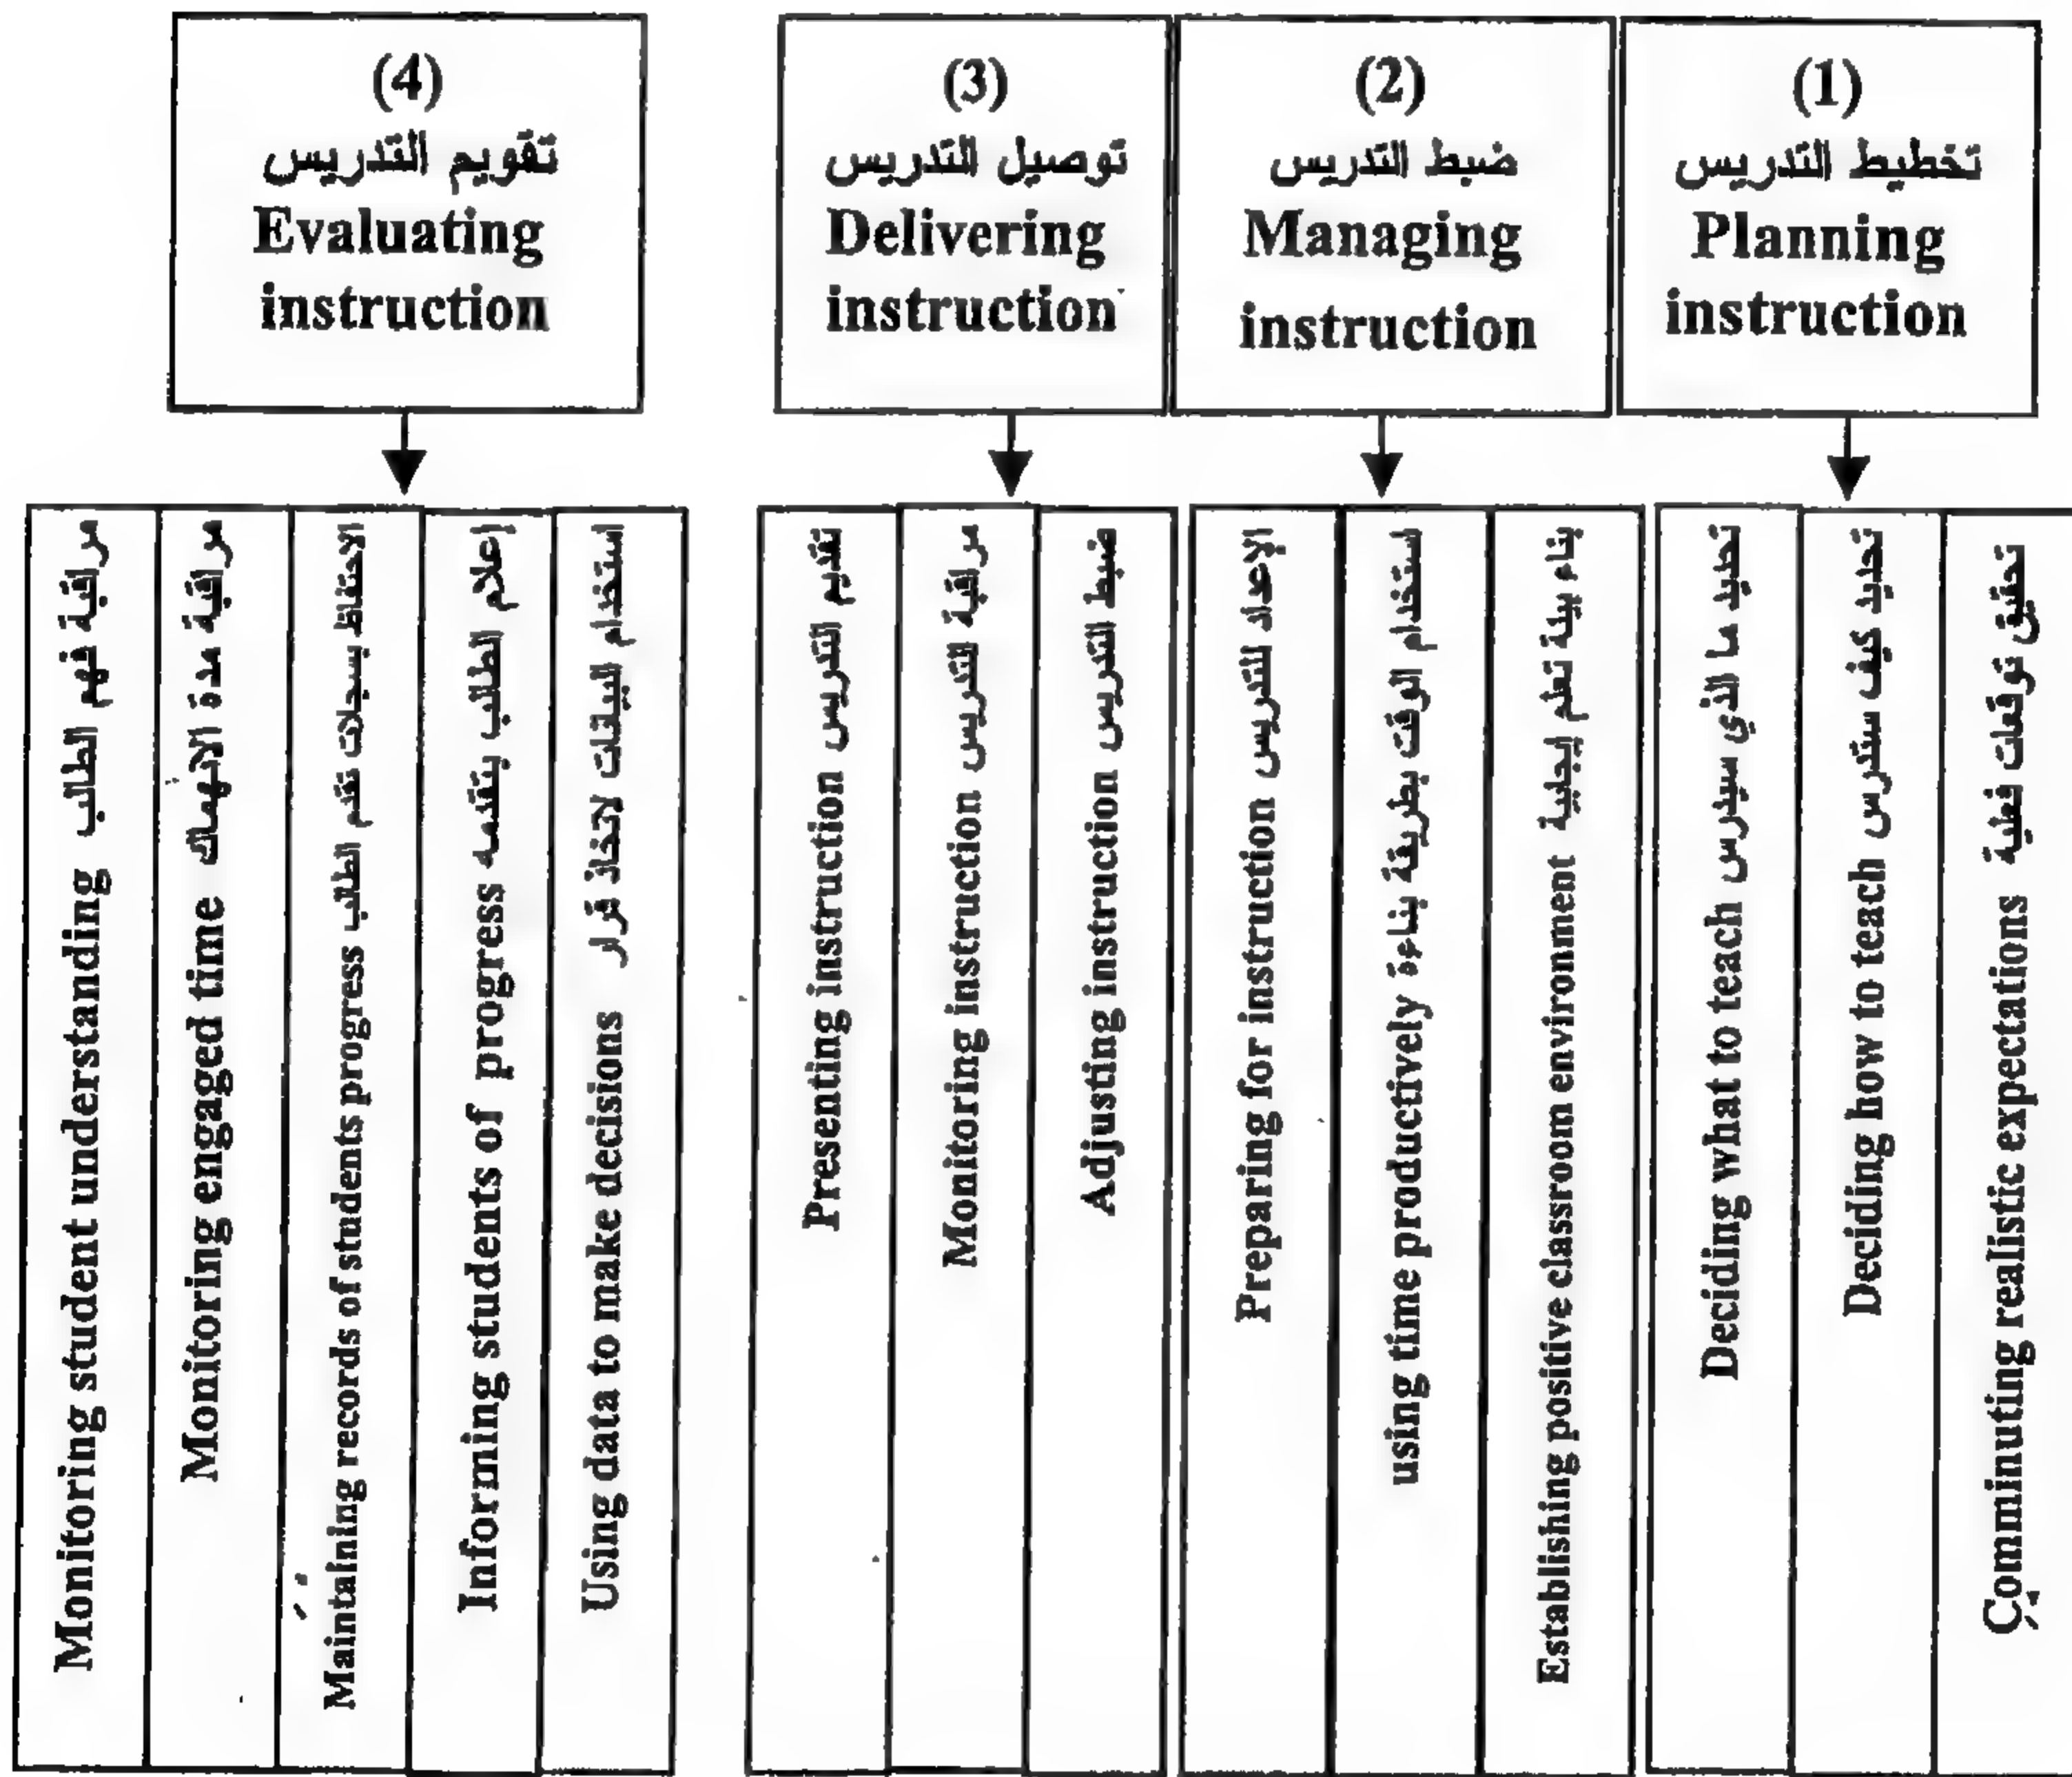 (1)
تخطيط التدريس
Planning
instruction
(2)
ضبط التدريس
Managing
instruction
(3)
توصيل التدريس
Delivering
instruction
(4)
تقويم التدريس
Evaluating
instruction
تحقيق توقعات فعلية Comminuting realistic expectations
تحديد كيف ستدرس Deciding how to teach
تحديد ما الذي سيدرس Deciding what to teach
بناء بيئة تعلم إيجابية Establishing positive classroom environment
استخدام الوقت بطريقة بناءة using time productively
الإعداد للتدريس Preparing for instruction
ضبط التدريس Adjusting instruction
مراقبة التدريس Monitoring instruction
تقديم التدريس Presenting instruction
استخدام البيانات لاتخاذ قرار Using data to make decisions
إعلام الطالب بتقدمه Informing students of progress
الاحتفاظ بسجلات تقدم الطالب Maintaining records of students progress
مراقبة مدة الانهماك Monitoring engaged time
مراقبة فهم الطالب Monitoring student understanding